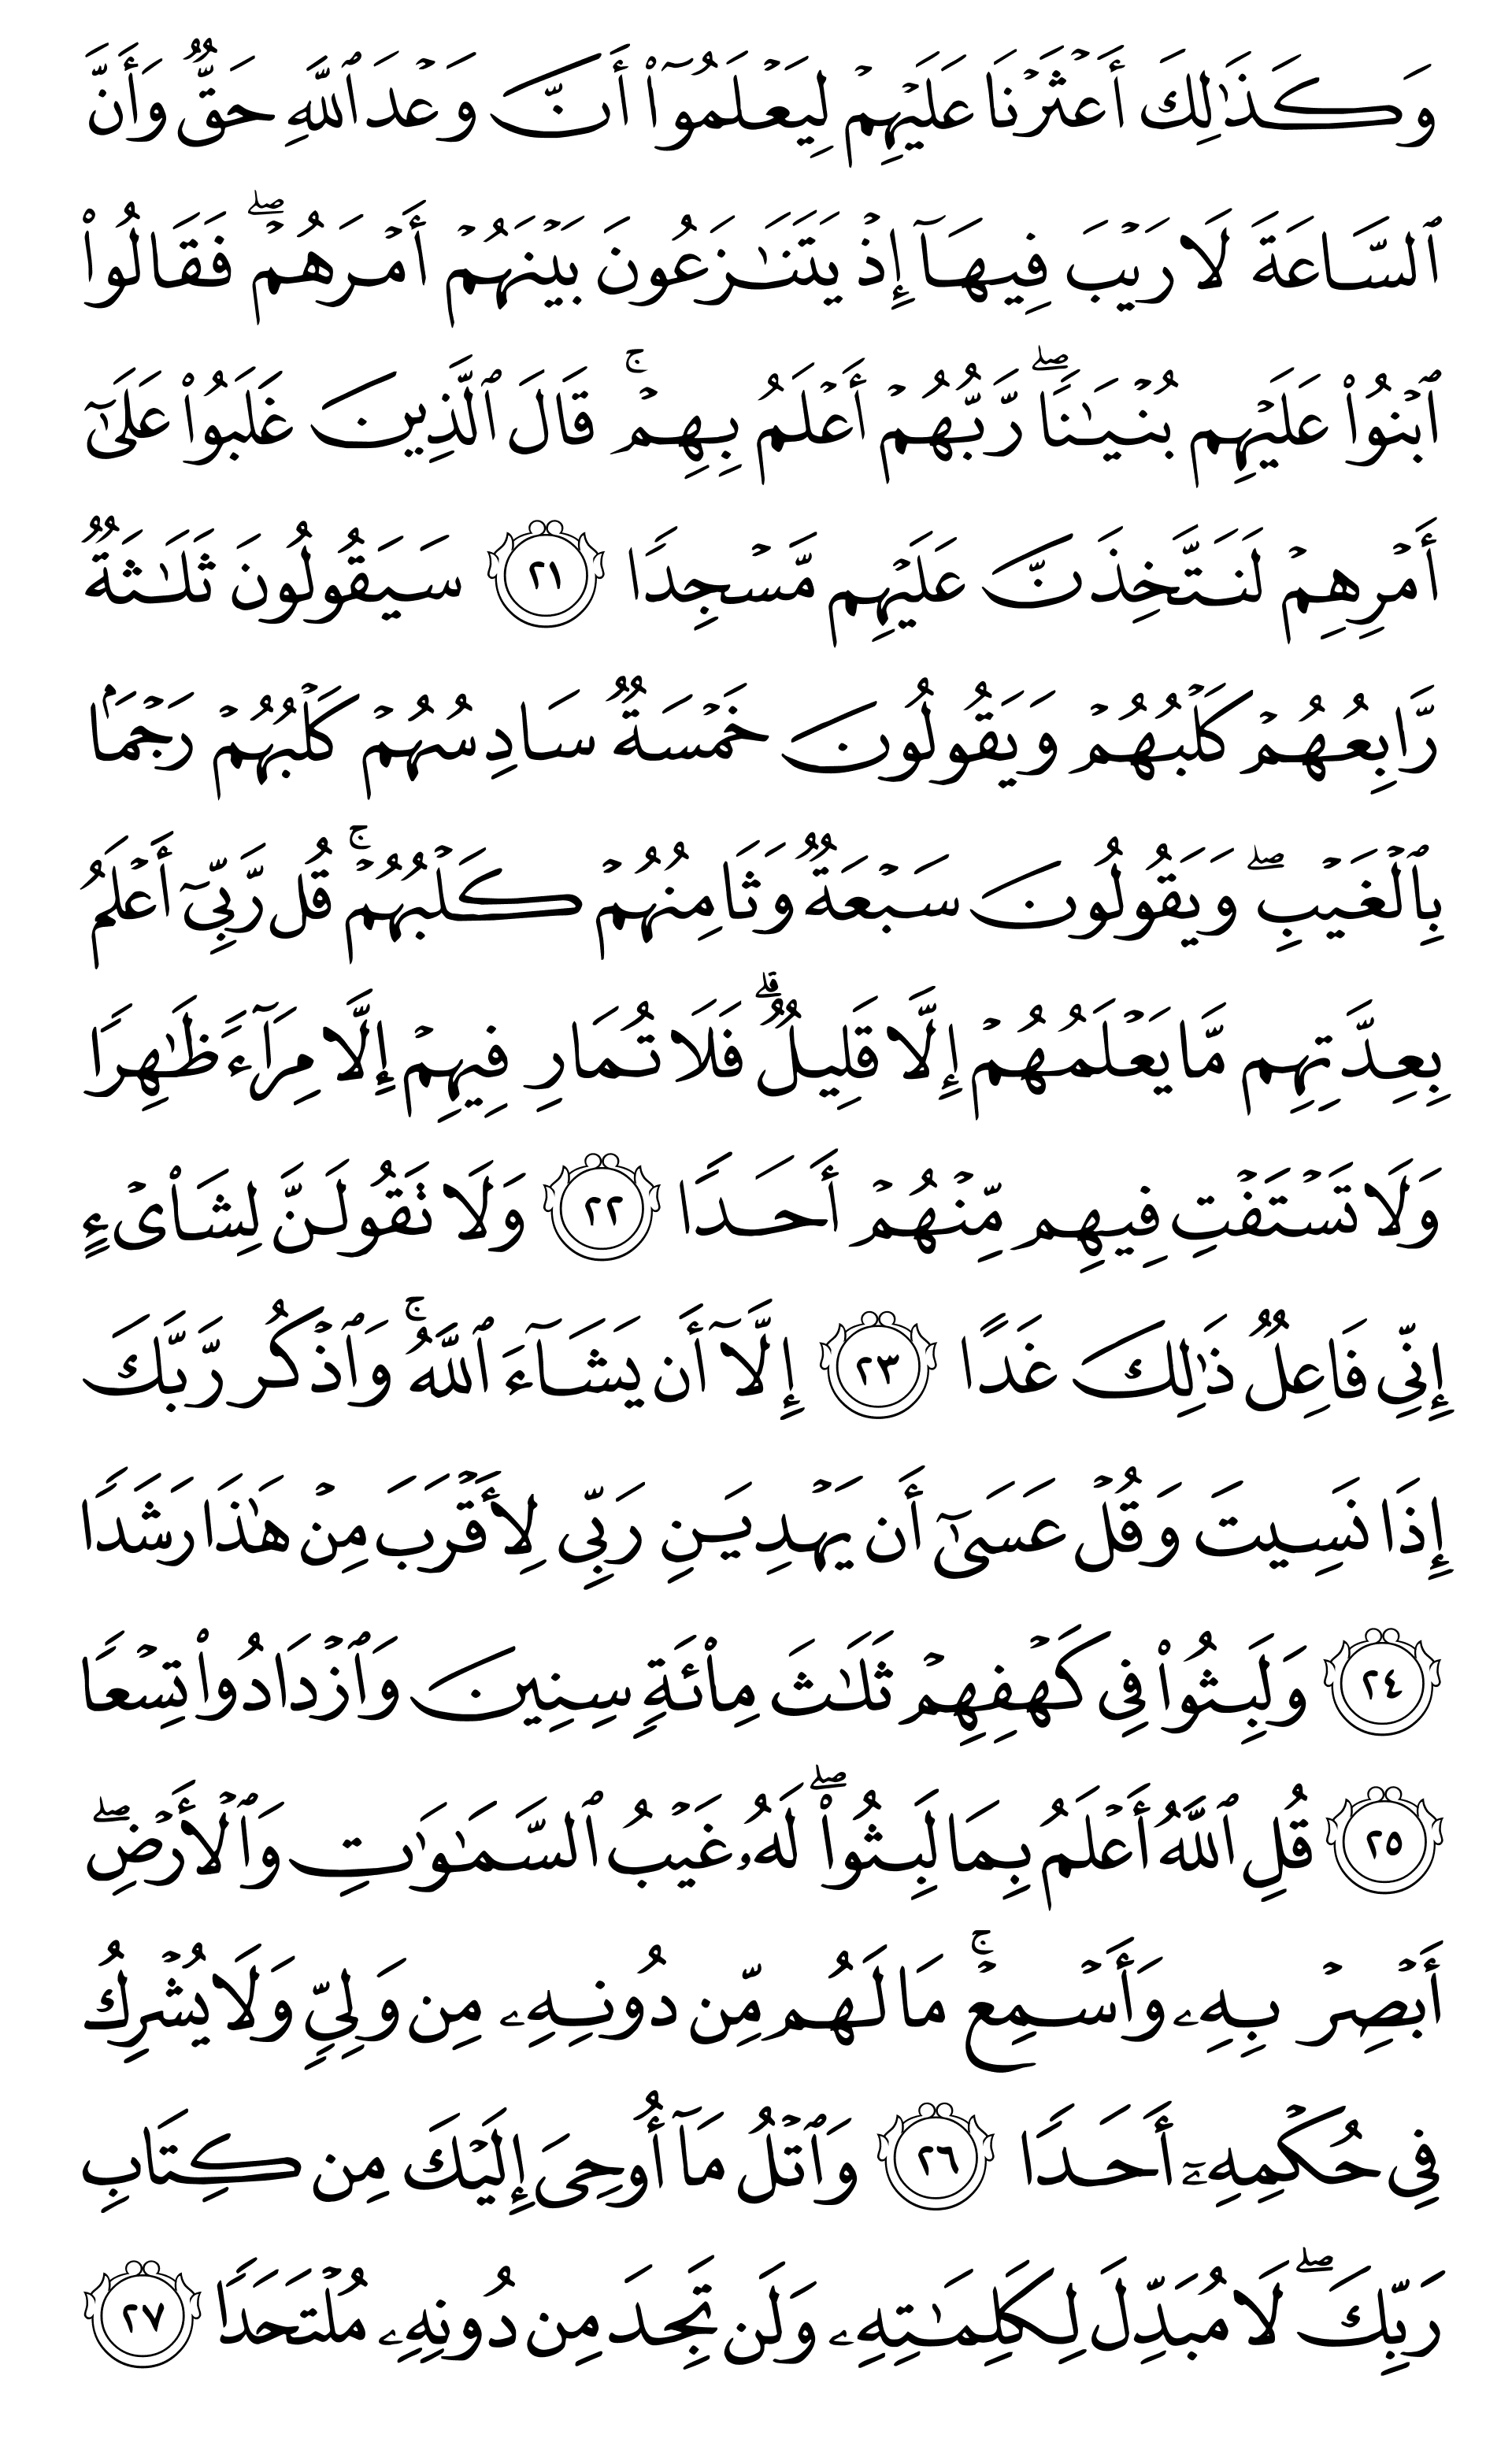 وَكَذَٰلِكَ أَعۡثَرۡنَا عَلَيۡهِمۡ لِيَعۡلَمُوٓاْ أَنَّ وَعۡدَ ٱللَّهِ حَقّٞ وَأَنَّ
ٱلسَّاعَةَ لَا رَيۡبَ فِيهَآ إِذۡ يَتَنَٰزَعُونَ بَيۡنَهُمۡ أَمۡرَهُمۡۖ فَقَالُواْ
ٱبۡنُواْ عَلَيۡهِم بُنۡيَٰنٗاۖ رَّبُّهُمۡ أَعۡلَمُ بِهِمۡۚ قَالَ ٱلَّذِينَ غَلَبُواْ عَلَىٰٓ
أَمۡرِهِمۡ لَنَتَّخِذَنَّ عَلَيۡهِم مَّسۡجِدٗا ٢١ سَيَقُولُونَ ثَلَٰثَةٞ
رَّابِعُهُمۡ كَلۡبُهُمۡ وَيَقُولُونَ خَمۡسَةٞ سَادِسُهُمۡ كَلۡبُهُمۡ رَجۡمَۢا
بِٱلۡغَيۡبِۖ وَيَقُولُونَ سَبۡعَةٞ وَثَامِنُهُمۡ كَلۡبُهُمۡۚ قُل رَّبِّيٓ أَعۡلَمُ
بِعِدَّتِهِم مَّا يَعۡلَمُهُمۡ إِلَّا قَلِيلٞۗ فَلَا تُمَارِ فِيهِمۡ إِلَّا مِرَآءٗ ظَٰهِرٗا
وَلَا تَسۡتَفۡتِ فِيهِم مِّنۡهُمۡ أَحَدٗا ٢٢ وَلَا تَقُولَنَّ لِشَاْيۡءٍ
إِنِّي فَاعِلٞ ذَٰلِكَ غَدًا ٢٣ إِلَّآ أَن يَشَآءَ ٱللَّهُۚ وَٱذۡكُر رَّبَّكَ
إِذَا نَسِيتَ وَقُلۡ عَسَىٰٓ أَن يَهۡدِيَنِ رَبِّي لِأَقۡرَبَ مِنۡ هَٰذَا رَشَدٗا
٢٤ وَلَبِثُواْ فِي كَهۡفِهِمۡ ثَلَٰثَ مِاْئَةٖ سِنِينَ وَٱزۡدَادُواْ تِسۡعٗا
٢٥ قُلِ ٱللَّهُ أَعۡلَمُ بِمَا لَبِثُواْۖ لَهُۥ غَيۡبُ ٱلسَّمَٰوَٰتِ وَٱلۡأَرۡضِۖ
أَبۡصِرۡ بِهِۦ وَأَسۡمِعۡۚ مَا لَهُم مِّن دُونِهِۦ مِن وَلِيّٖ وَلَا يُشۡرِكُ
فِي حُكۡمِهِۦٓ أَحَدٗا ٢٦ وَٱتۡلُ مَآ أُوحِيَ إِلَيۡكَ مِن كِتَابِ
رَبِّكَۖ لَا مُبَدِّلَ لِكَلِمَٰتِهِۦ وَلَن تَجِدَ مِن دُونِهِۦ مُلۡتَحَدٗا ٢٧